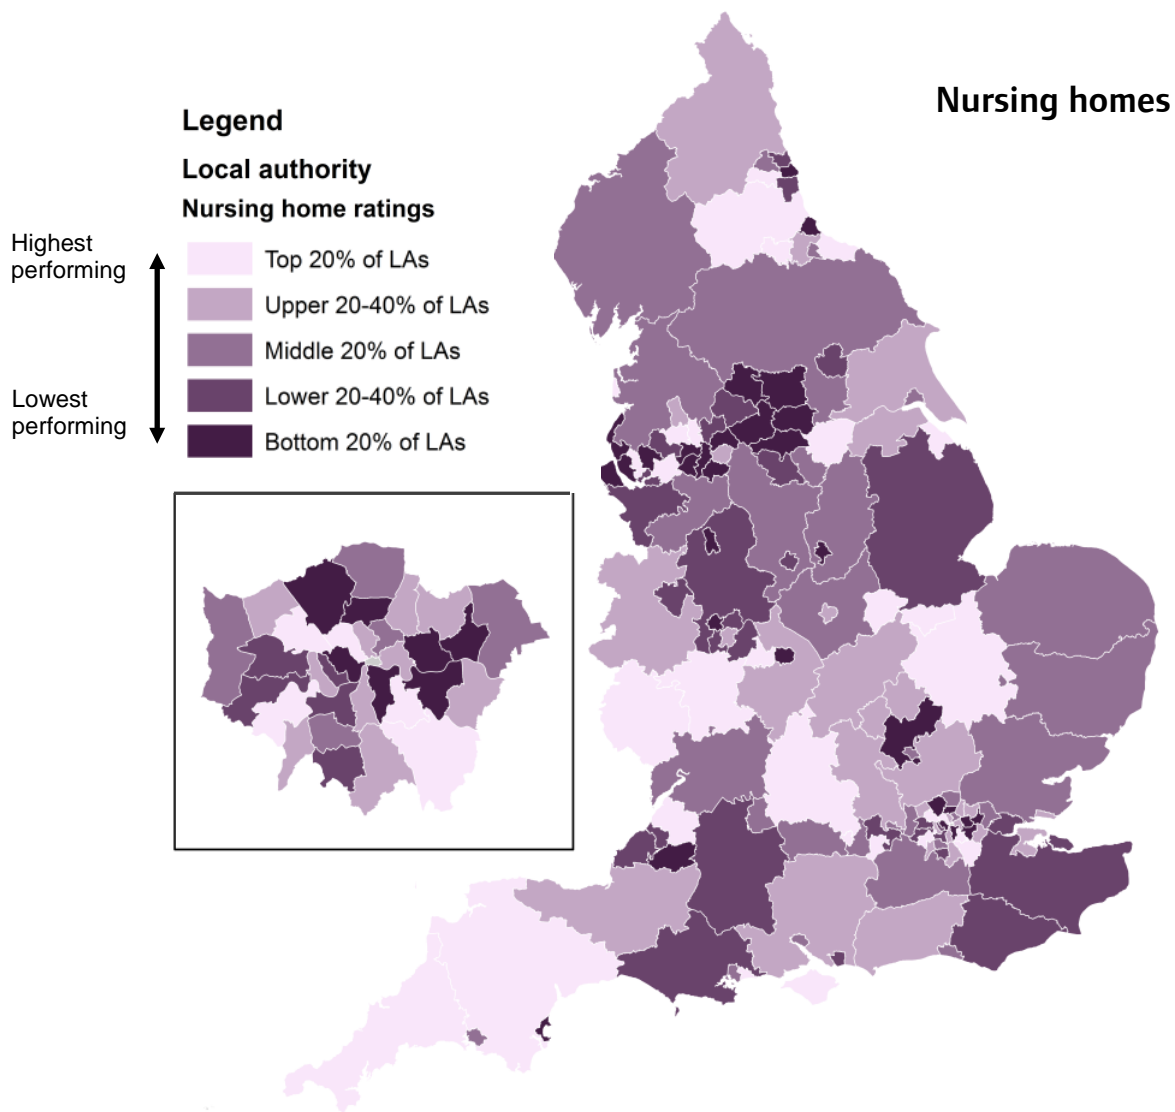 Nursing homes
Legend
Local authority
Nursing home ratings
Highest
performing
Top 20% of LAs
Upper 20-40% of LAs
Middle 20% of LAs
Lowest
performing
Lower 20-40% of LAs
Bottom 20% of LAs